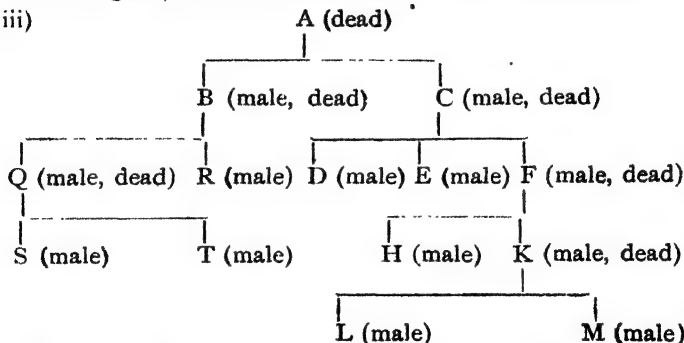 iii)
A (dead)
B (male, dead) C (male, dead)
Q (male, dead) R (male) D (male) E (male) F (male, dead)
S (male) T (male) H (male) K (male, dead)
L (male) M (male)